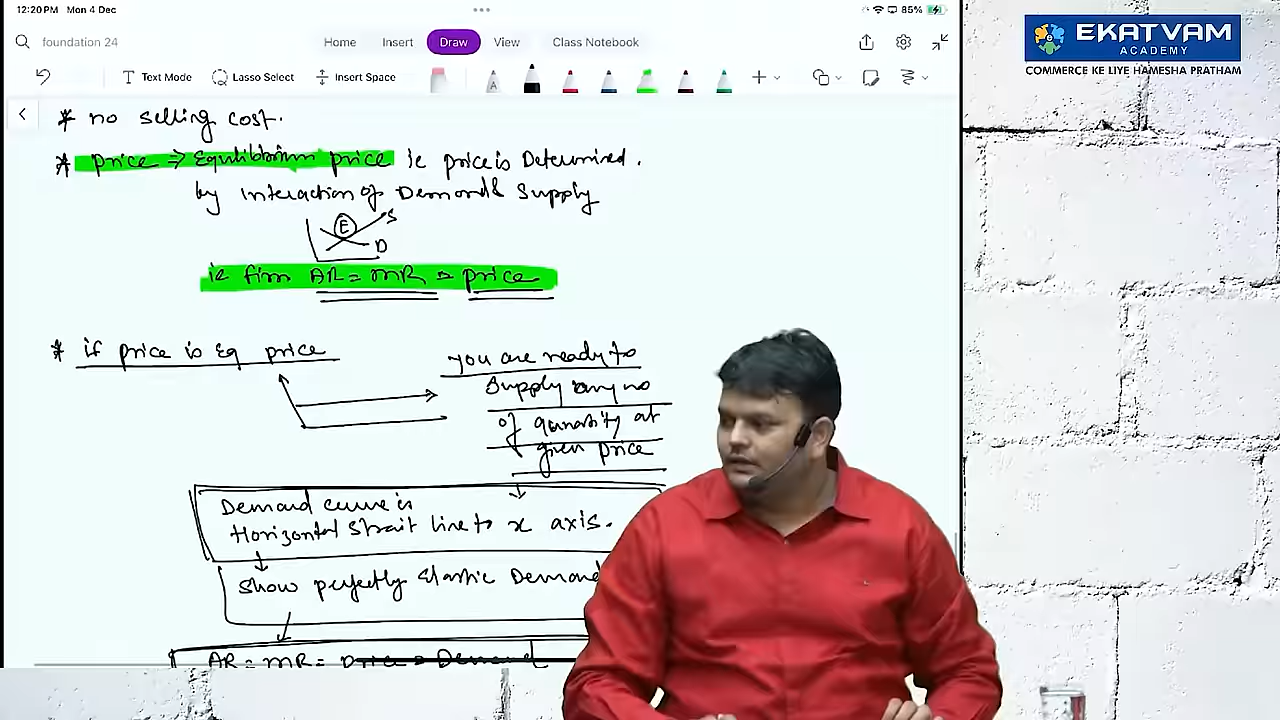 12:20 PM Mon 4 Dec
85%
foundation 24
Home Insert Draw View Class Notebook
Text Mode Lasso Select Insert Space
EKATVAM
ACADEMY
COMMERCE KE LIYE HAMESHA PRATHAM
* no selling cost.
* price ⇒ Equilibrium price ie price is Determined.
by Interaction of Demand & Supply
E S
D
ie firm AR = MR = price
* if price is Eq price
you are ready to
Supply any no
of quantity at
given price
Demand curve is
Horizontal Strait line to x axis.
Show perfectly Elastic Demand
AR = MR = Price = Demand